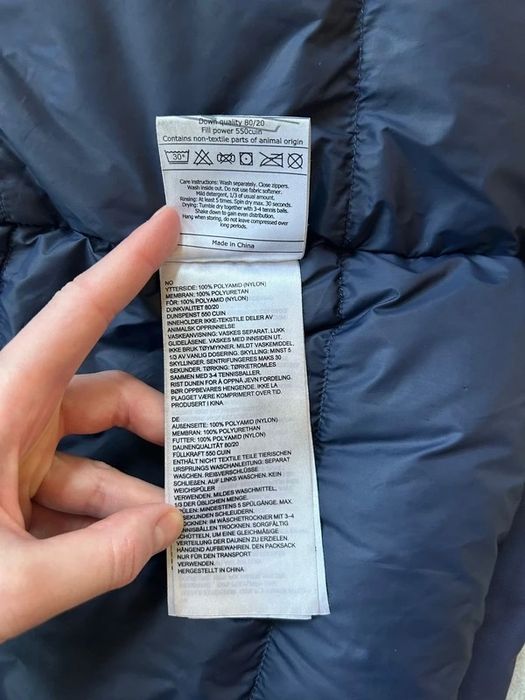 Down quality 80/20
Fill power 550cuin
Contains non-textile parts of animal origin
30°
Care instructions: Wash separately. Close zippers.
Wash inside out. Do not use fabric softener.
Mild detergent, 1/3 of usual amount.
Rinsing: At least 5 times. Spin dry max. 30 seconds.
Drying: Tumble dry together with 3-4 tennis balls.
Shake down to gain even distribution.
Hang when storing, do not leave compressed over
long periods.
Made in China
NO
YTTERSIDE: 100% POLYAMID (NYLON)
MEMBRAN: 100% POLYURETAN
FÔR: 100% POLYAMID (NYLON)
DUNKVALITET 80/20
DUNSPENST 550 CUIN
INNEHOLDER IKKE-TEKSTILE DELER AV
ANIMALSK OPPRINNELSE
VASKEANVISNING: VASKES SEPARAT. LUKK
GLIDELÅSENE. VASKES MED INNSIDEN UT.
IKKE BRUK TØYMYKNER. MILDT VASKEMIDDEL,
1/3 AV VANLIG DOSERING. SKYLLING: MINST 5
SKYLLINGER. SENTRIFUGERES MAKS 30
SEKUNDER. TØRKING: TØRKETROMLES
SAMMEN MED 3-4 TENNISBALLER.
RIST DUNEN FOR Å OPPNÅ JEVN FORDELING.
BØR OPPBEVARES HENGENDE. IKKE LA
PLAGGET VÆRE KOMPRIMERT OVER TID.
PRODUSERT I KINA
DE
AUßENSEITE: 100% POLYAMID (NYLON)
MEMBRAN: 100% POLYURETHAN
FUTTER: 100% POLYAMID (NYLON)
DAUNENQUALITÄT 80/20
FÜLLKRAFT 550 CUIN
ENTHÄLT NICHT TEXTILE TEILE TIERISCHEN
URSPRUNGS WASCHANLEITUNG: SEPARAT
WASCHEN. REISVERSCHLÜSSE
SCHLIEßEN. AUF LINKS WASCHEN. KEIN
WEICHSPÜLER
VERWENDEN. MILDES WASCHMITTEL,
1/3 DER ÜBLICHEN MENGE.
ÜLEN: MINDESTENS 5 SPÜLGÄNGE. MAX.
SEKUNDEN SCHLEUDERN.
OCKNEN: IM WÄSCHETROCKNER MIT 3–4
TENNISBÄLLEN TROCKNEN. SORGFÄLTIG
SCHÜTTELN, UM EINE GLEICHMÄßIGE
VERTEILUNG DER DAUNEN ZU ERZIELEN.
HÄNGEND AUFBEWAHREN. DEN PACKSACK
NUR FÜR DEN TRANSPORT
VERWENDEN.
HERGESTELLT IN CHINA